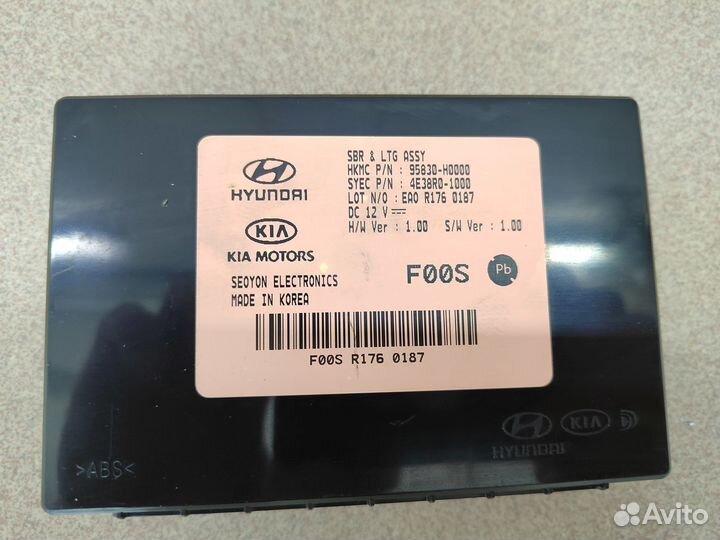 HYUNDAI
KIA
KIA MOTORS
SEOYON ELECTRONICS
MADE IN KOREA
SBR & LTG ASSY
HKMC P/N : 95830-H0000
SYEC P/N : 4E38R0-1000
LOT N/O : EA0 R176 0187
DC 12 V
H/W Ver : 1.00 S/W Ver : 1.00
F00S Pb
F00S R176 0187
KIA
HYUNDAI
>ABS<
Avito